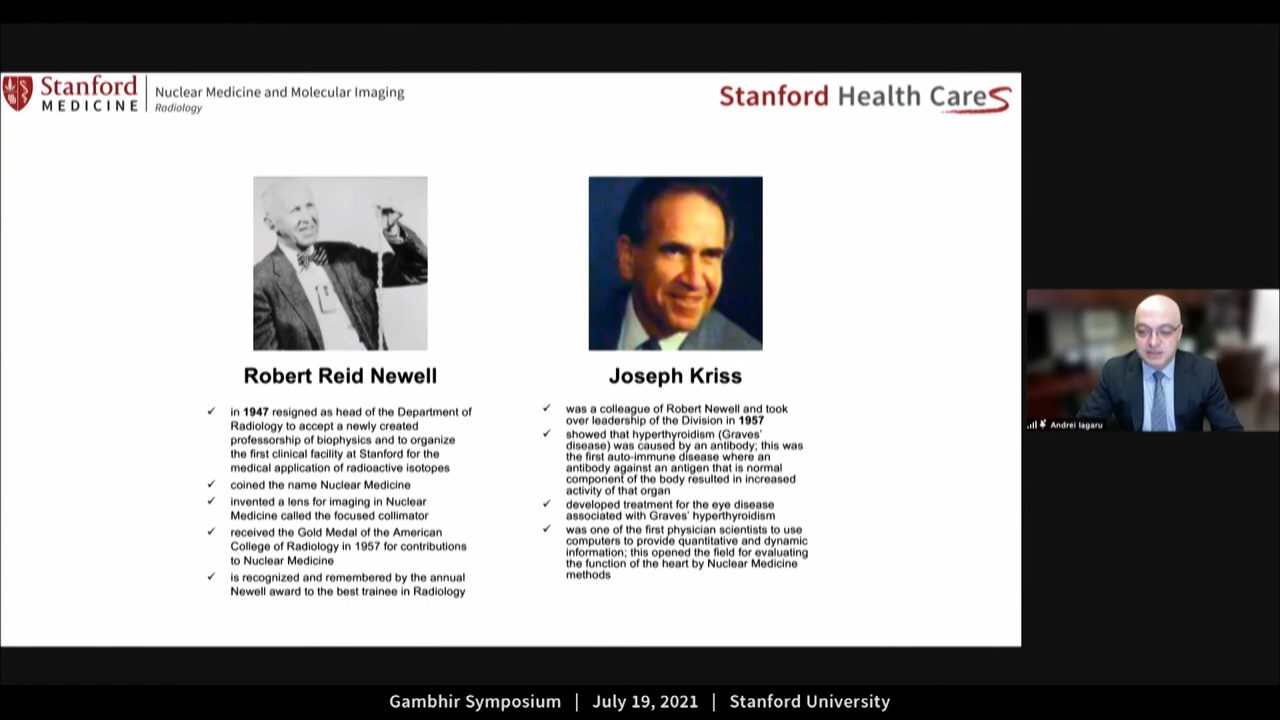 Stanford
MEDICINE
Nuclear Medicine and Molecular Imaging
Radiology
Stanford Health Care
Robert Reid Newell
✓ in 1947 resigned as head of the Department of
Radiology to accept a newly created
professorship of biophysics and to organize
the first clinical facility at Stanford for the
medical application of radioactive isotopes
✓ coined the name Nuclear Medicine
✓ invented a lens for imaging in Nuclear
Medicine called the focused collimator
✓ received the Gold Medal of the American
College of Radiology in 1957 for contributions
to Nuclear Medicine
✓ is recognized and remembered by the annual
Newell award to the best trainee in Radiology
Joseph Kriss
✓ was a colleague of Robert Newell and took
over leadership of the Division in 1957
✓ showed that hyperthyroidism (Graves'
disease) was caused by an antibody; this was
the first auto-immune disease where an
antibody against an antigen that is normal
component of the body resulted in increased
activity of that organ
✓ developed treatment for the eye disease
associated with Graves' hyperthyroidism
✓ was one of the first physician scientists to use
computers to provide quantitative and dynamic
information; this opened the field for evaluating
the function of the heart by Nuclear Medicine
methods
Andrei Iagaru
Gambhir Symposium | July 19, 2021 | Stanford University